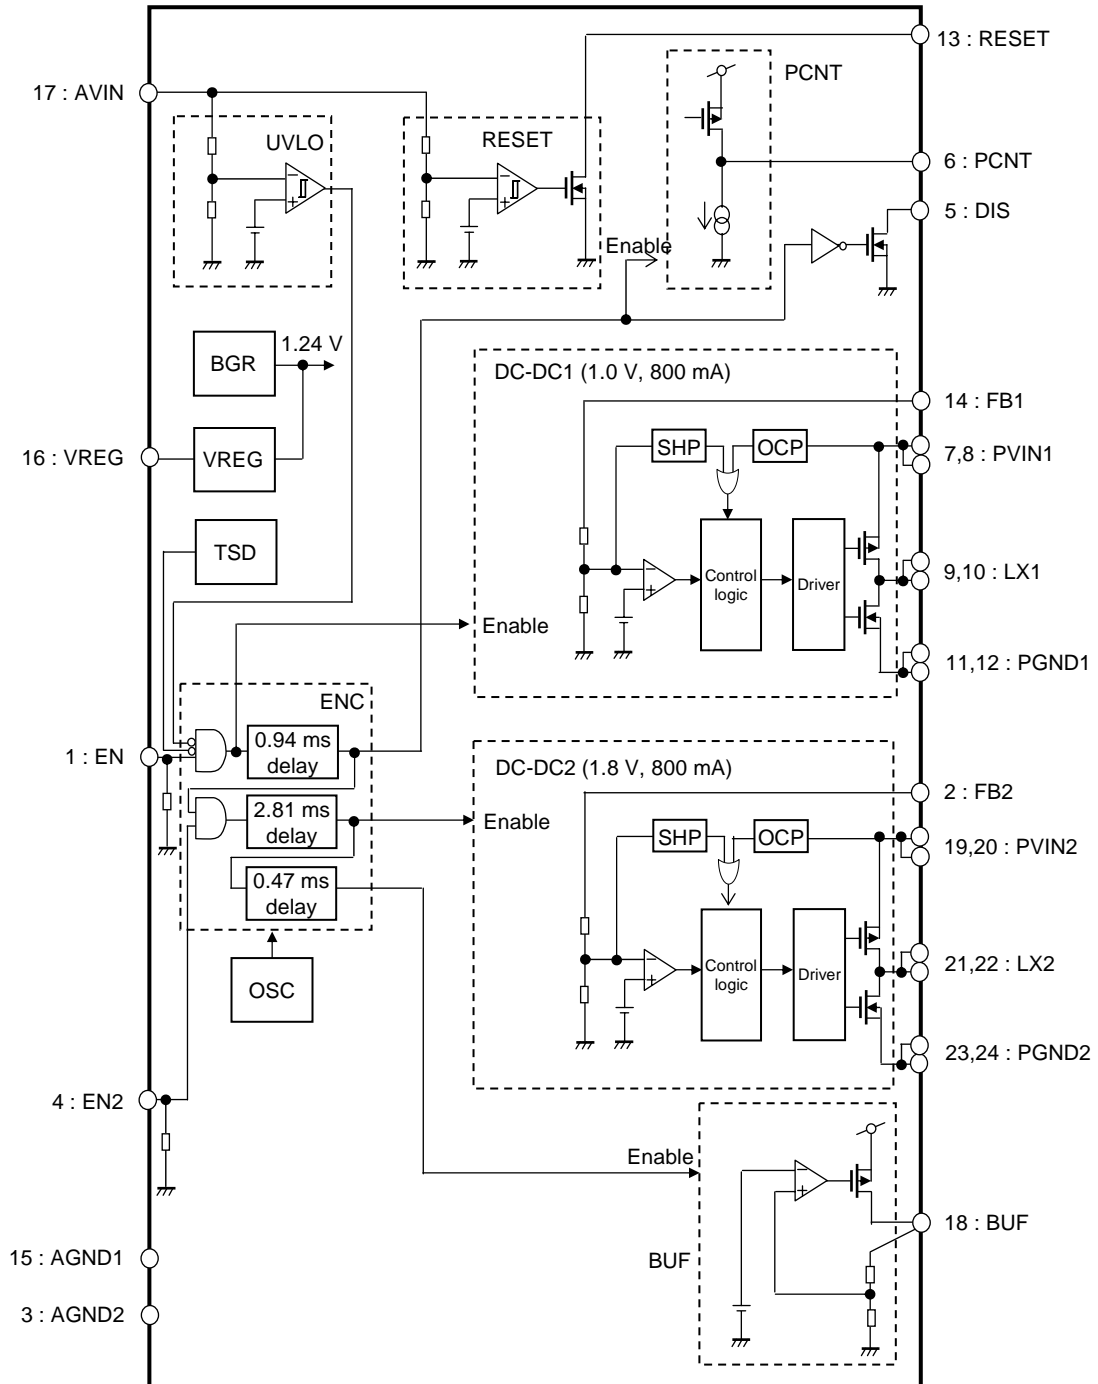 13 : RESET
PCNT
17 : AVIN
UVLO
RESET
6 : PCNT
5 : DIS
Enable
BGR
1.24 V
DC-DC1 (1.0 V, 800 mA)
14 : FB1
16 : VREG
VREG
SHP
OCP
7,8 : PVIN1
TSD
Control
logic
Driver
9,10 : LX1
Enable
11,12 : PGND1
ENC
1 : EN
0.94 ms
delay
DC-DC2 (1.8 V, 800 mA)
2 : FB2
2.81 ms
delay
Enable
SHP
OCP
19,20 : PVIN2
0.47 ms
delay
OSC
Control
logic
Driver
21,22 : LX2
23,24 : PGND2
4 : EN2
Enable
18 : BUF
15 : AGND1
BUF
3 : AGND2